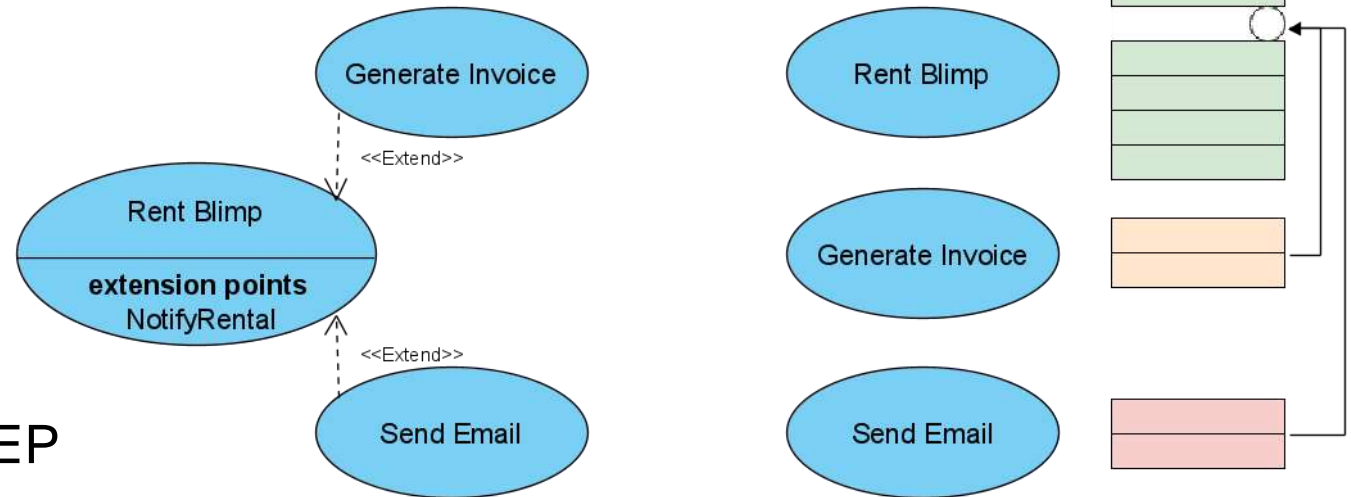 Generate Invoice
<<Extend>>
Rent Blimp
extension points
NotifyRental
<<Extend>>
Send Email
EP
Rent Blimp
Generate Invoice
Send Email